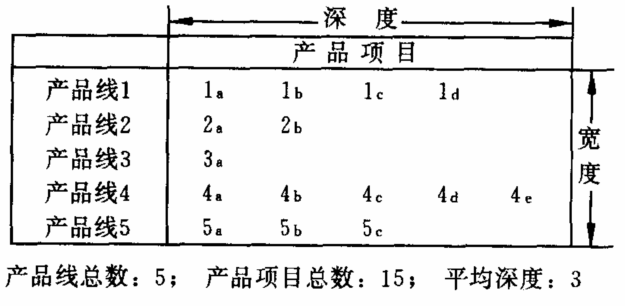 深 度
产 品 项 目
产品线1 1a 1b 1c 1d
产品线2 2a 2b
产品线3 3a
产品线4 4a 4b 4c 4d 4e
产品线5 5a 5b 5c
宽度
产品线总数:5; 产品项目总数:15; 平均深度:3